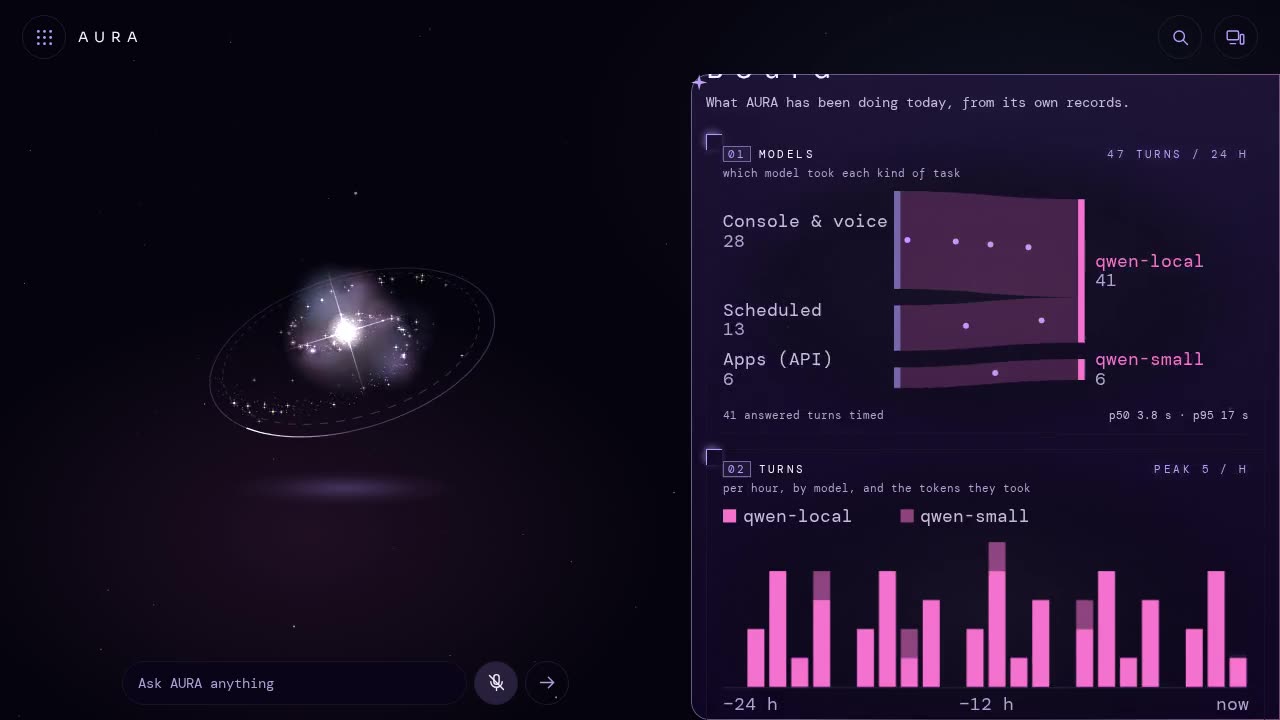 AURA
What AURA has been doing today, from its own records.
01 MODELS 47 TURNS / 24 H
which model took each kind of task
Console & voice
28
qwen-local
41
Scheduled
13
Apps (API)
6
qwen-small
6
41 answered turns timed p50 3.8 s · p95 17 s
02 TURNS PEAK 5 / H
per hour, by model, and the tokens they took
qwen-local qwen-small
−24 h −12 h now
Ask AURA anything